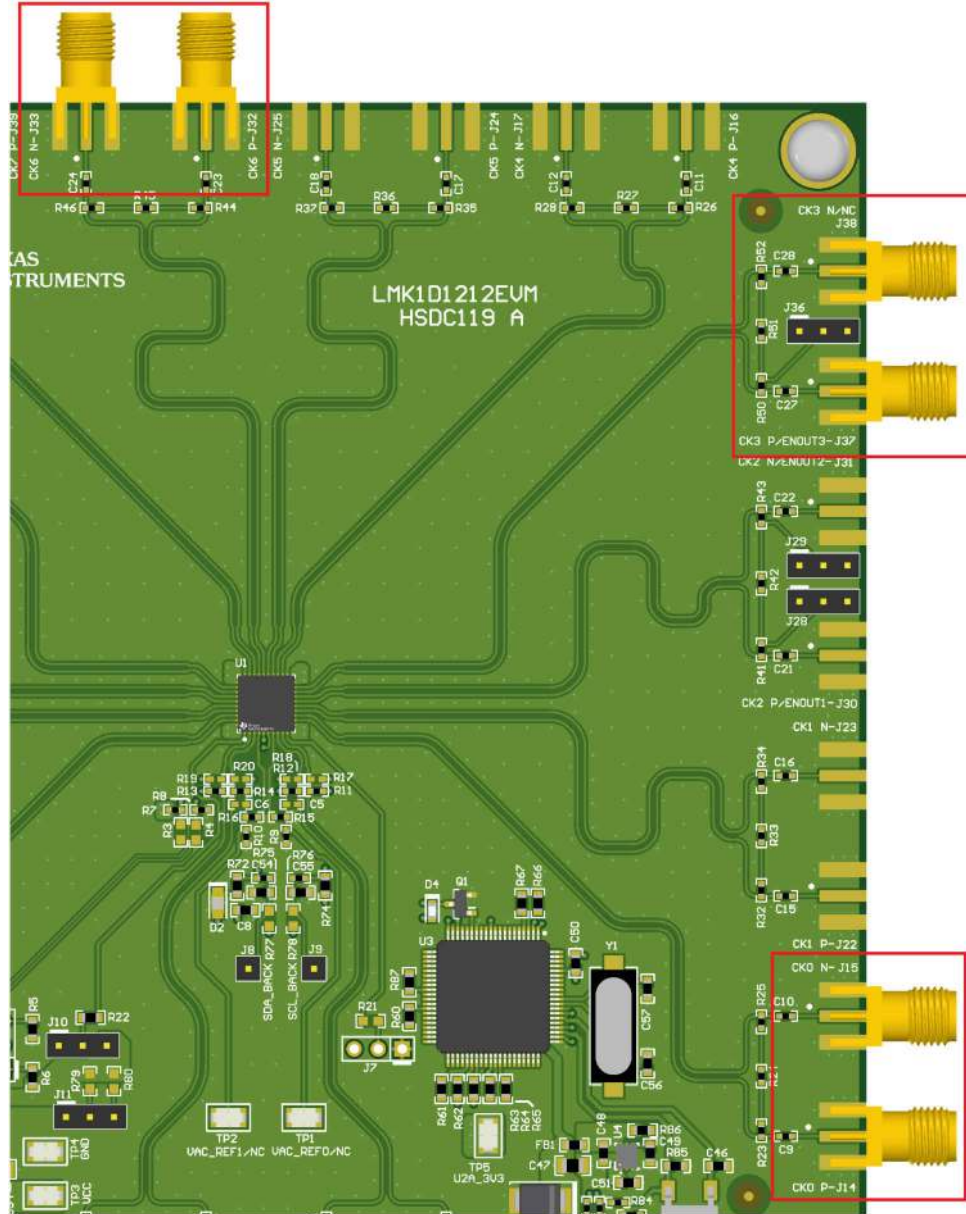 CK7 P-J39
CK6 N-J33
CK6 P-J32
CK5 N-J25
CK5 P-J24
CK4 N-J17
CK4 P-J16
C24
C23
C18
C17
C12
C11
R46
R44
R37
R36
R35
R28
R27
R26
CK3 N/NC
J38
R52
C28
J36
R51
R50
C27
CK3 P/ENOUT3-J37
CK2 N/ENOUT2-J31
STRUMENTS
LMK1D1212EVM
HSDC119 A
R43
C22
J29
R42
J28
R41
C21
CK2 P/ENOUT1-J30
CK1 N-J23
U1
R34
C16
R33
R32
C15
CK1 P-J22
R18
R19
R20
R12
R17
R13
R14
R11
R8
R7
C6
C5
R3
R4
R16
R15
R10
R9
R75
R76
R72
C54
C55
R74
D2
C8
R77
R78
J8
J9
SDA_BACK
SCL_BACK
D4
Q1
R67
R66
U3
C50
Y1
R87
R60
R21
J7
C57
C56
CK0 N-J15
R25
C10
R23
C9
CK0 P-J14
R5
J10
R22
R6
R79
R80
J11
R61
R62
R63
R64
R65
TP4
GND
TP3
VCC
TP2
VAC_REF1/NC
TP1
VAC_REF0/NC
TP5
U2A_3V3
FB1
C47
C48
U4
R86
C49
R85
C46
C51
R84